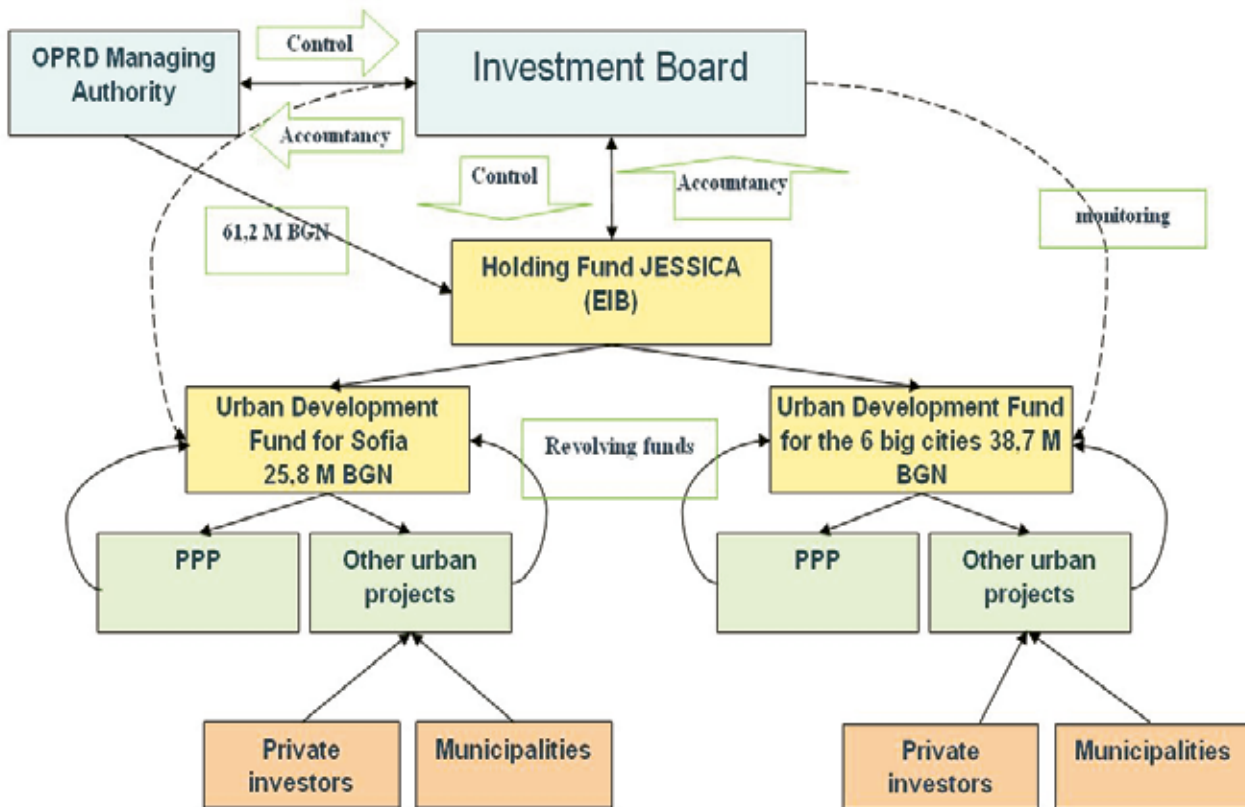 OPRD Managing
Authority
Control
Investment Board
Accountancy
Control
Accountancy
61,2 M BGN
monitoring
Holding Fund JESSICA
(EIB)
Urban Development
Fund for Sofia
25,8 M BGN
Revolving funds
Urban Development Fund
for the 6 big cities 38,7 M
BGN
PPP
Other urban
projects
PPP
Other urban
projects
Private
investors
Municipalities
Private
investors
Municipalities